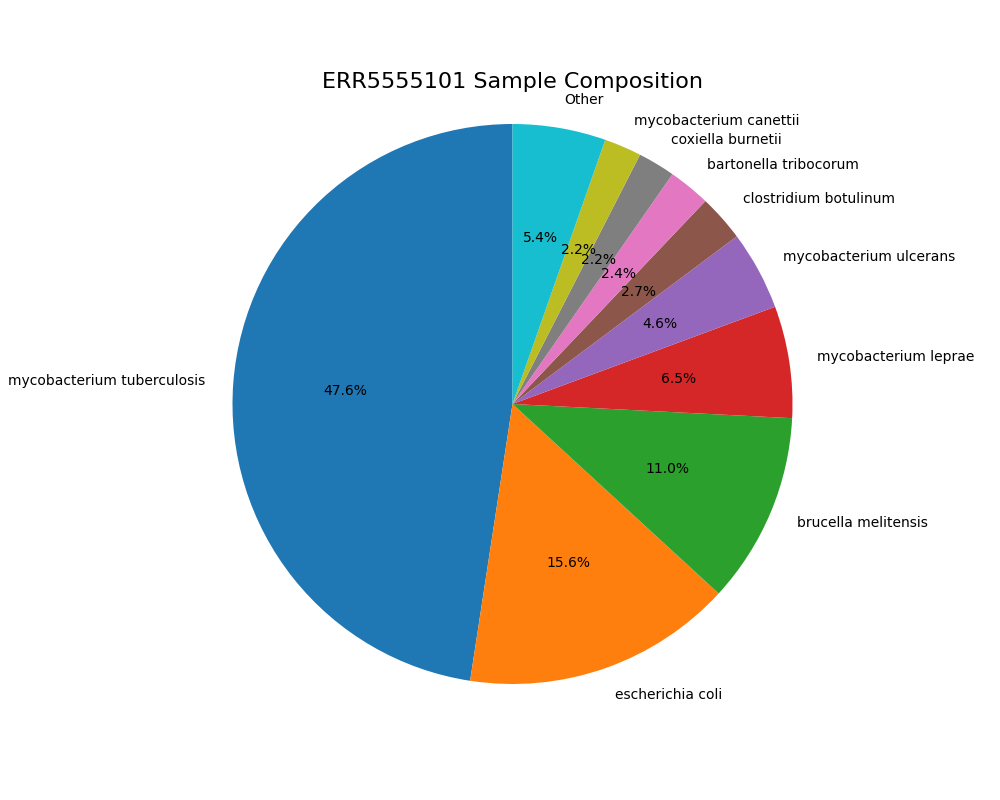 ERR5555101 Sample Composition
Other
mycobacterium canettii
coxiella burnetii
bartonella tribocorum
clostridium botulinum
mycobacterium ulcerans
mycobacterium leprae
brucella melitensis
escherichia coli
mycobacterium tuberculosis
5.4%
2.2%
2.2%
2.4%
2.7%
4.6%
6.5%
11.0%
15.6%
47.6%